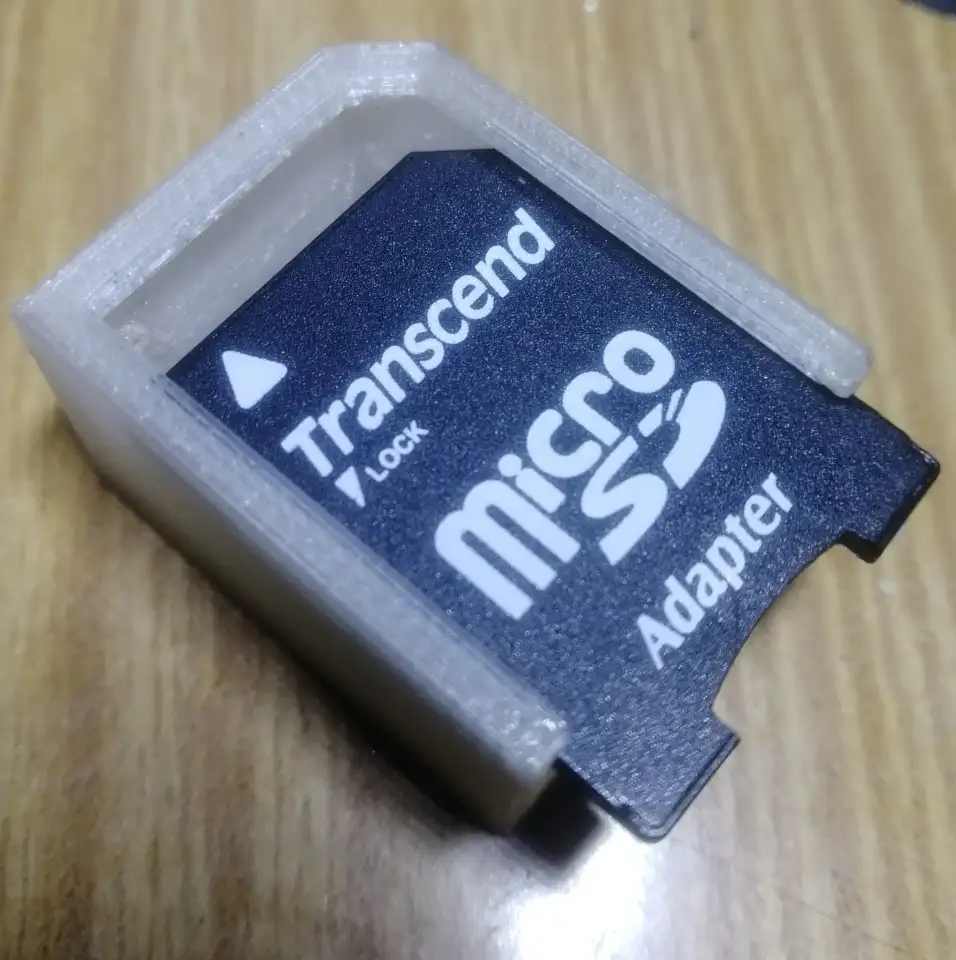 Transcend
LOCK
micro
SD
Adapter